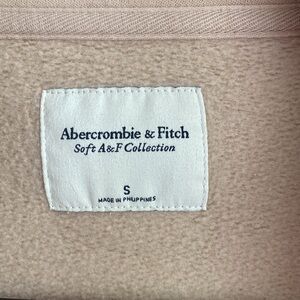 Abercrombie & Fitch
Soft A&F Collection
S
MADE IN PHILIPPINES